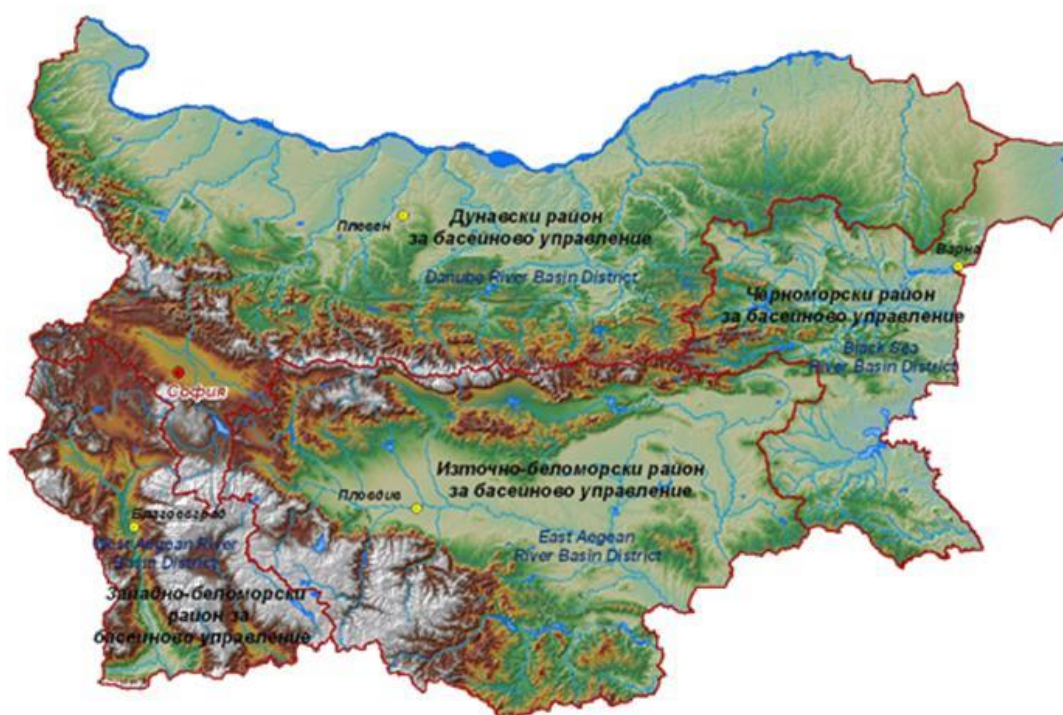 Плевен
Дунавски район
за басейново управление
Danube River Basin District
Варна
Черноморски район
за басейново управление
Black Sea
River Basin District
София
Източно-беломорски район
за басейново управление
Пловдив
East Aegean
River Basin District
Благоевград
West Aegean River
Basin District
Западно-беломорски
район за
басейново управление